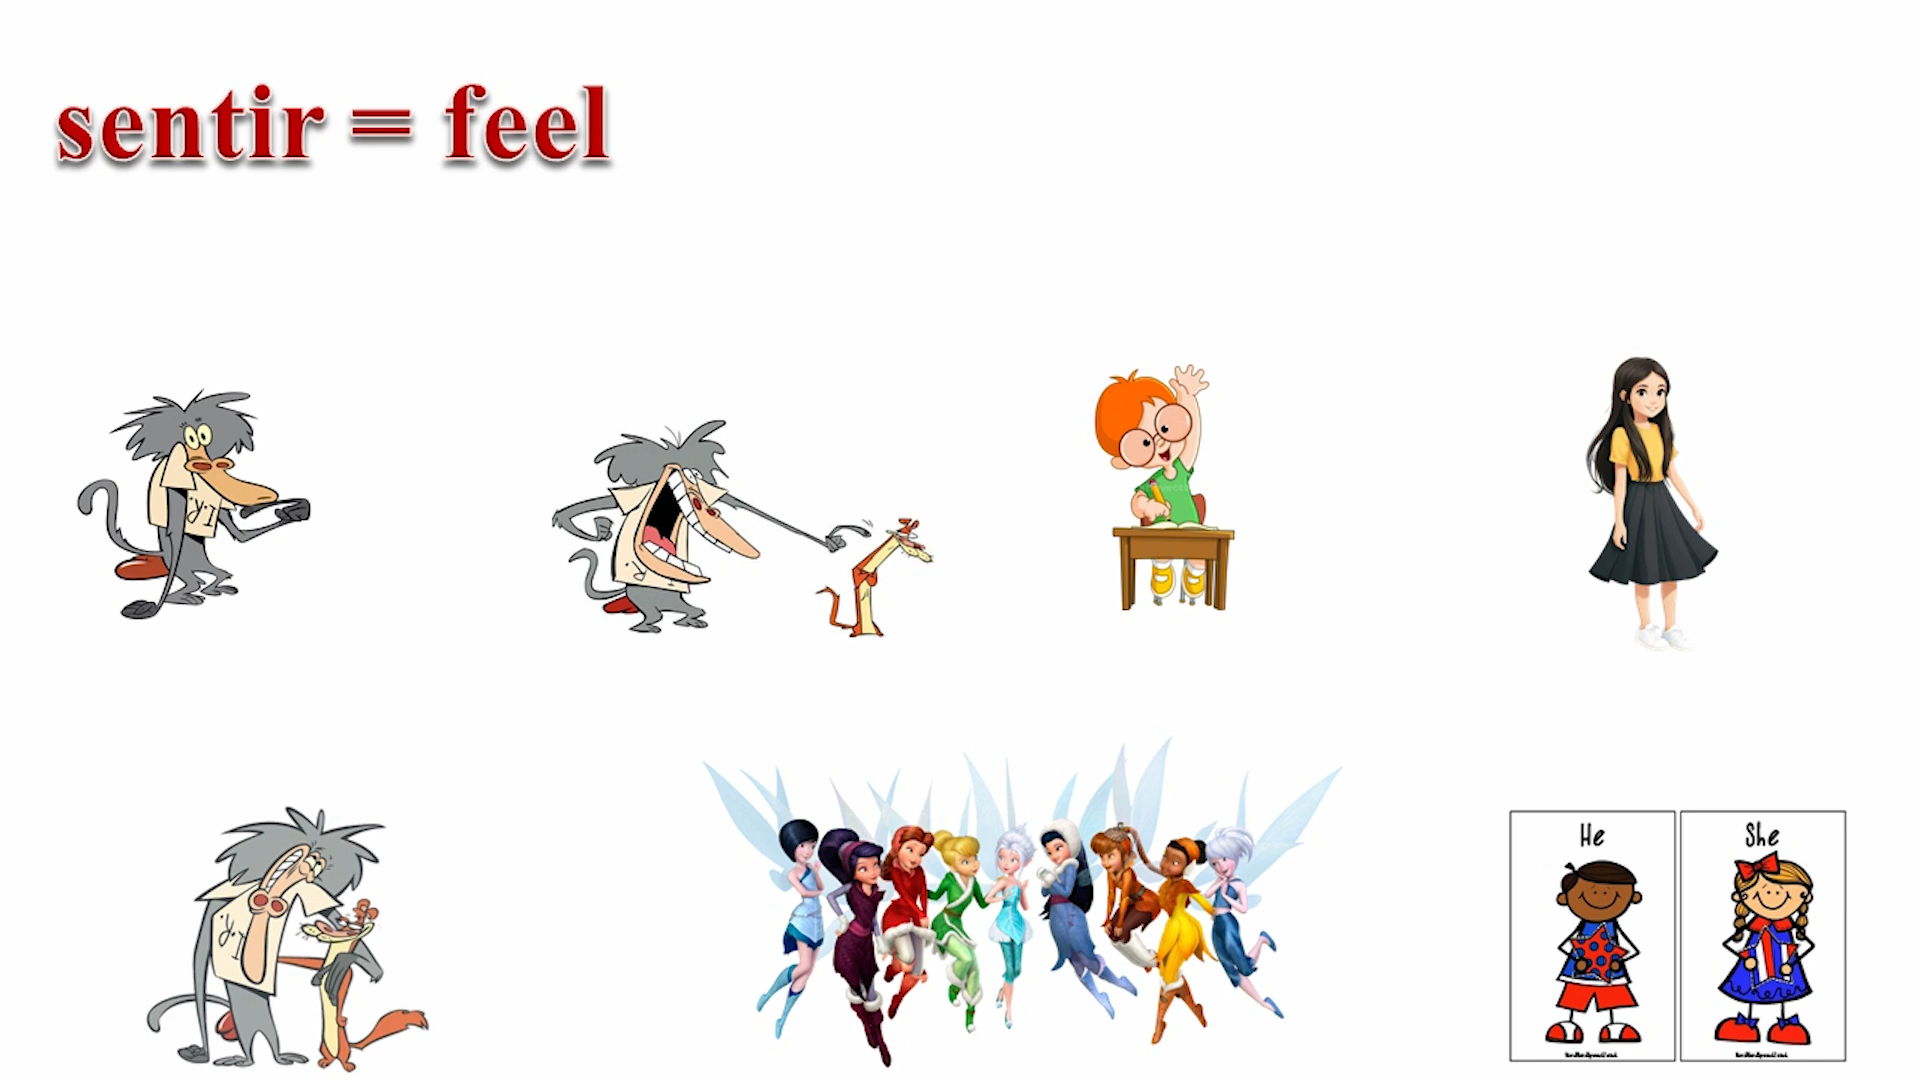 sentir = feel
I.R.
I.R.
He
She